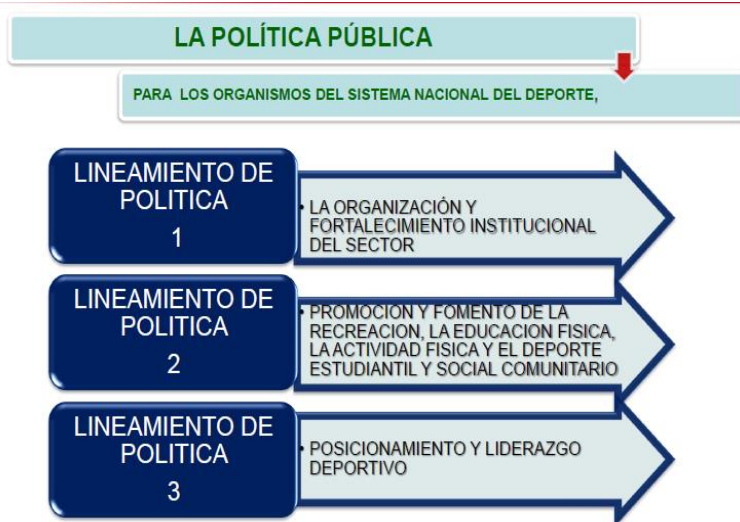 LA POLÍTICA PÚBLICA
PARA LOS ORGANISMOS DEL SISTEMA NACIONAL DEL DEPORTE,
LINEAMIENTO DE
POLITICA
1
• LA ORGANIZACIÓN Y
FORTALECIMIENTO INSTITUCIONAL
DEL SECTOR
LINEAMIENTO DE
POLITICA
2
• PROMOCION Y FOMENTO DE LA
RECREACION, LA EDUCACION FISICA,
LA ACTIVIDAD FISICA Y EL DEPORTE
ESTUDIANTIL Y SOCIAL COMUNITARIO
LINEAMIENTO DE
POLITICA
3
• POSICIONAMIENTO Y LIDERAZGO
DEPORTIVO